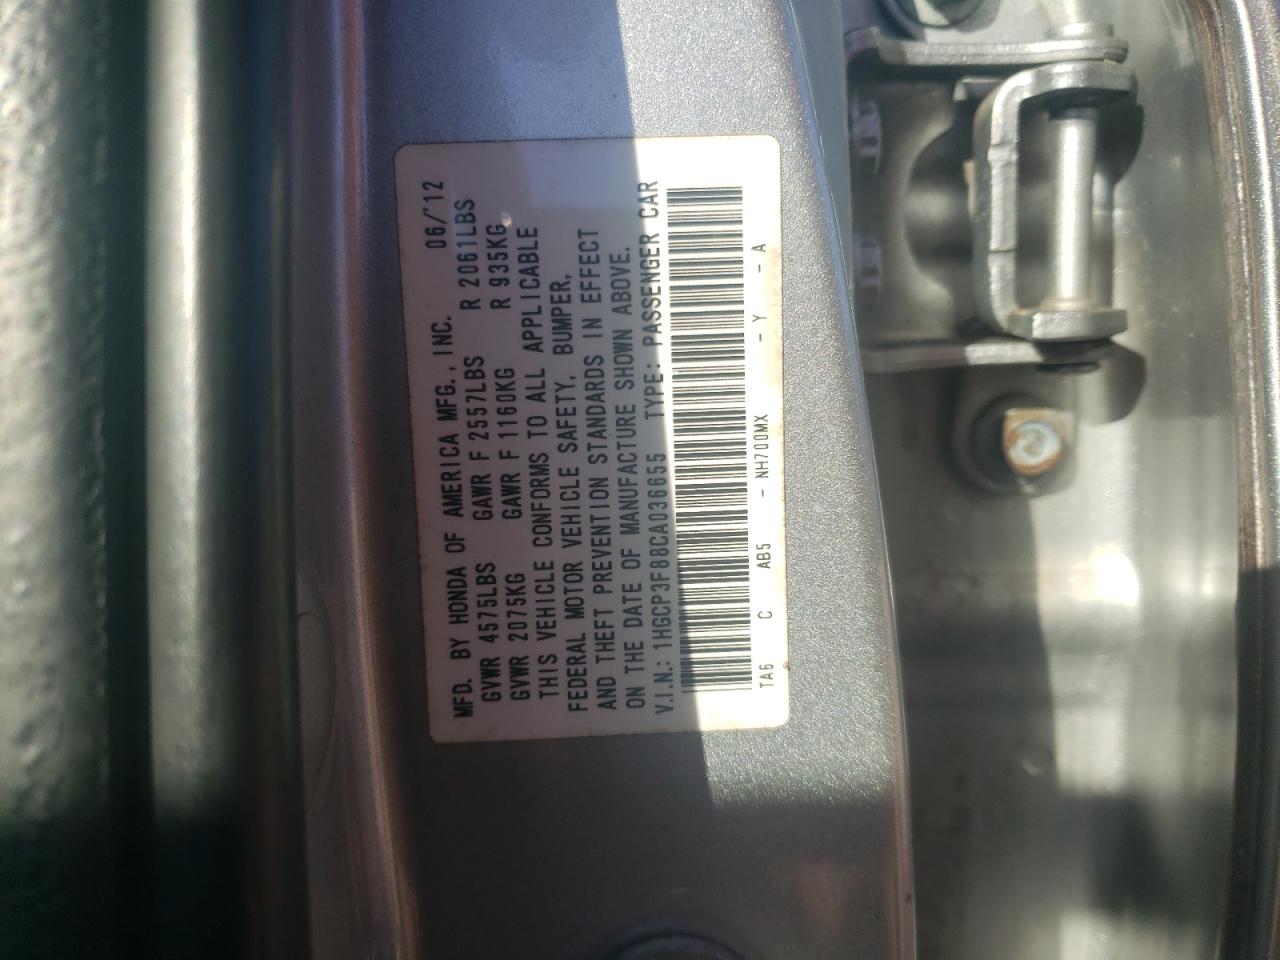 MFD. BY HONDA OF AMERICA MFG., INC. 06/'12
GVWR 4575LBS GAWR F 2557LBS R 2061LBS
GVWR 2075KG GAWR F 1160KG R 935KG
THIS VEHICLE CONFORMS TO ALL APPLICABLE
FEDERAL MOTOR VEHICLE SAFETY, BUMPER,
AND THEFT PREVENTION STANDARDS IN EFFECT
ON THE DATE OF MANUFACTURE SHOWN ABOVE.
V.I.N.: 1HGCP3F88CA036655 TYPE: PASSENGER CAR
TA6 C AB5 - NH700MX - Y - A